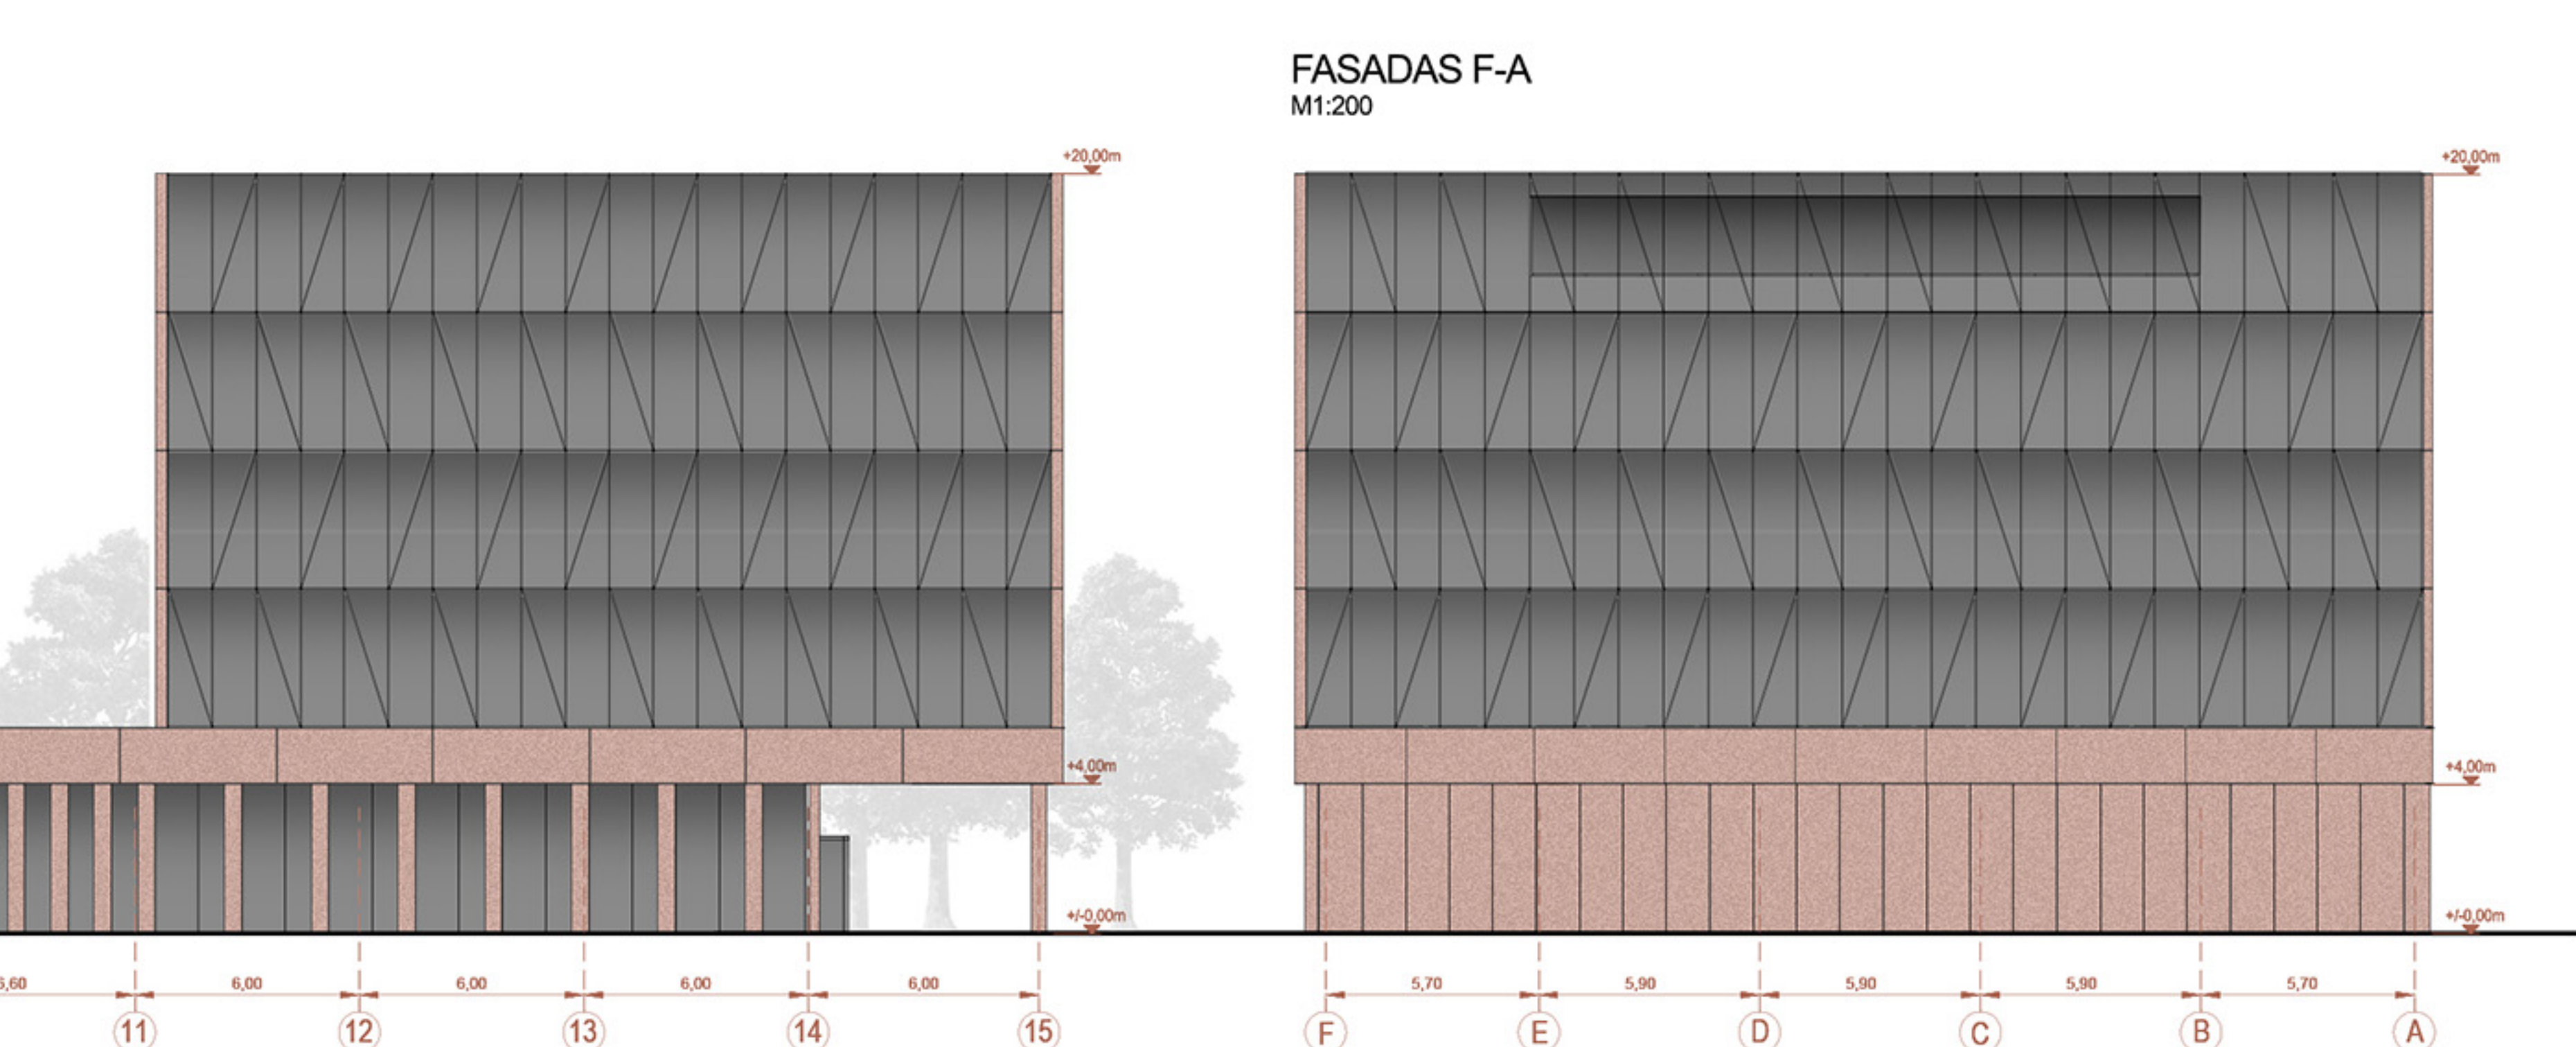 FASADAS F-A
M1:200
+20,00m
+20,00m
+4,00m
+4,00m
+/-0,00m
+/-0,00m
6,00 6,00 6,00 6,00
5,70 5,90 5,90 5,90 5,70
11 12 13 14 15
F E D C B A